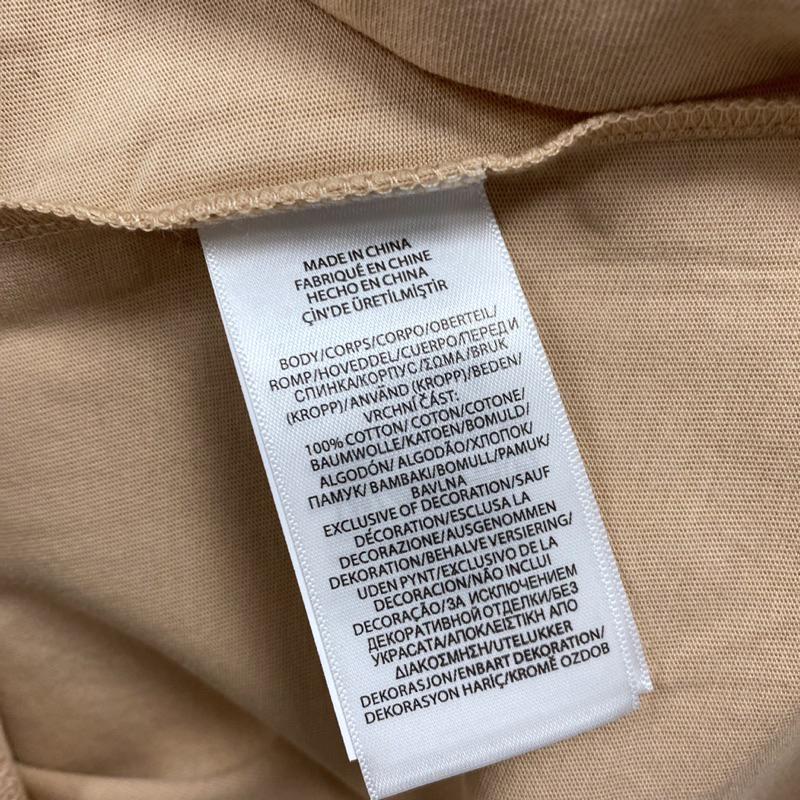 MADE IN CHINA
FABRIQUÉ EN CHINE
HECHO EN CHINA
ÇİN'DE ÜRETİLMİŞTİR
BODY/CORPS/CORPO/OBERTEIL/
ROMP/HOVEDDEL/CUERPO/ПЕРЕД И
СПИНКА/КОРПУС/ΣΩΜΑ/BRUK
(KROPP)/ANVÄND (KROPP)/BEDEN/
VRCHNÍ ČÁST:
100% COTTON/COTON/COTONE/
BAUMWOLLE/KATOEN/BOMULD/
ALGODÓN/ ALGODÃO/ХЛОПОК/
ПАМУК/ ΒΑΜΒΑΚΙ/BOMULL/PAMUK/
BAVLNA
EXCLUSIVE OF DECORATION/SAUF
DÉCORATION/ESCLUSA LA
DECORAZIONE/AUSGENOMMEN
DEKORATION/BEHALVE VERSIERING/
UDEN PYNT/EXCLUSIVO DE LA
DECORACION/NÃO INCLUI
DECORAÇÃO/ЗА ИСКЛЮЧЕНИЕМ
ДЕКОРАТИВНОЙ ОТДЕЛКИ/БЕЗ
УКРАСАТА/ΑΠΟΚΛΕΙΣΤΙΚΗ ΑΠΟ
ΔΙΑΚΟΣΜΗΣΗ/UTELUKKER
DEKORASJON/ENBART DEKORATION/
DEKORASYON HARİÇ/KROMĚ OZDOB